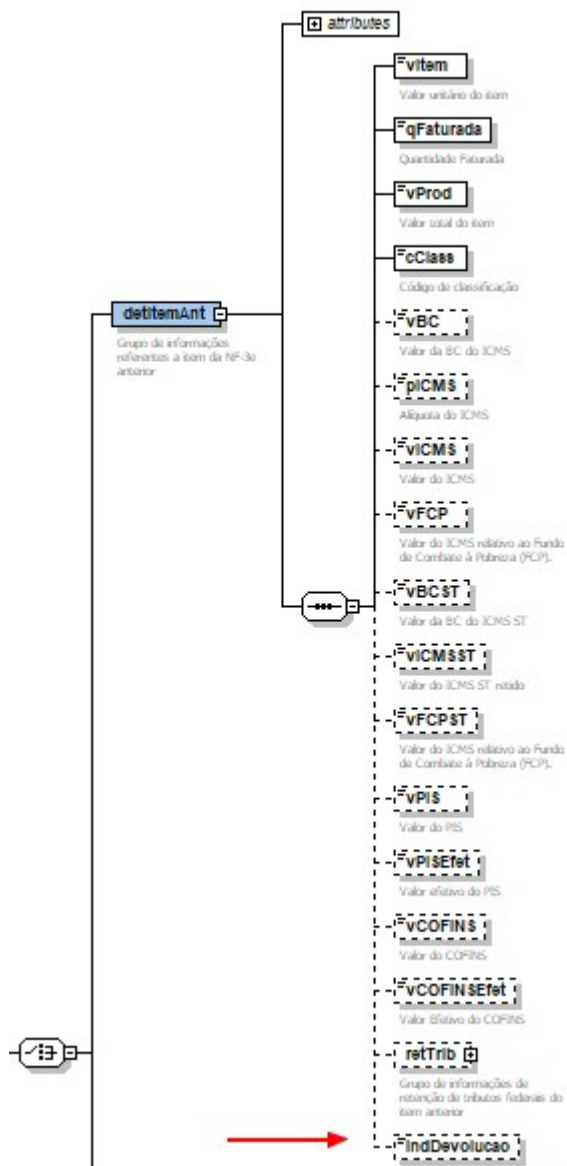 attributes
vItem
Valor unitário do item
qFaturada
Quantidade Faturada
vProd
Valor total do item
cClass
Código de classificação
detItemAnt
Grupo de informações
referentes a item da NF-3e
anterior
vBC
Valor da BC do ICMS
pICMS
Alíquota do ICMS
vICMS
Valor do ICMS
vFCP
Valor do ICMS relativo ao Fundo
de Combate à Pobreza (FCP).
vBCST
Valor da BC do ICMS ST
vICMSST
Valor do ICMS ST retido
vFCPST
Valor do ICMS relativo ao Fundo
de Combate à Pobreza (FCP).
vPIS
Valor do PIS
vPISEfet
Valor efetivo do PIS
vCOFINS
Valor do COFINS
vCOFINSEfet
Valor Efetivo do COFINS
retTrib
Grupo de informações de
retenção de tributos federais do
item anterior
indDevolucao